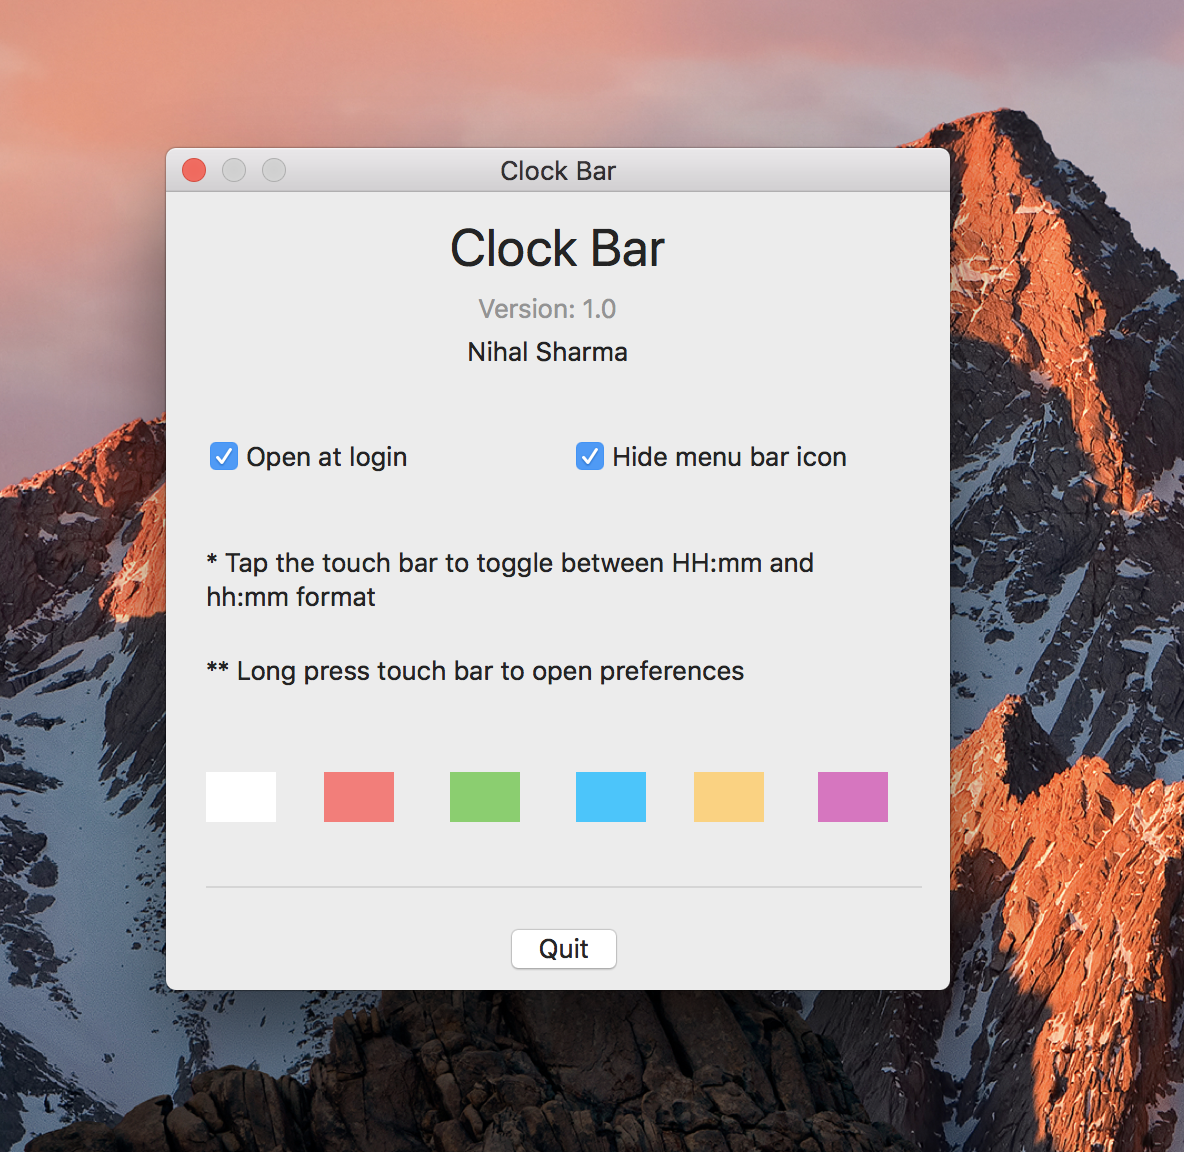 Clock Bar
Clock Bar
Version: 1.0
Nihal Sharma
Open at login
Hide menu bar icon
* Tap the touch bar to toggle between HH:mm and
hh:mm format
** Long press touch bar to open preferences
Quit